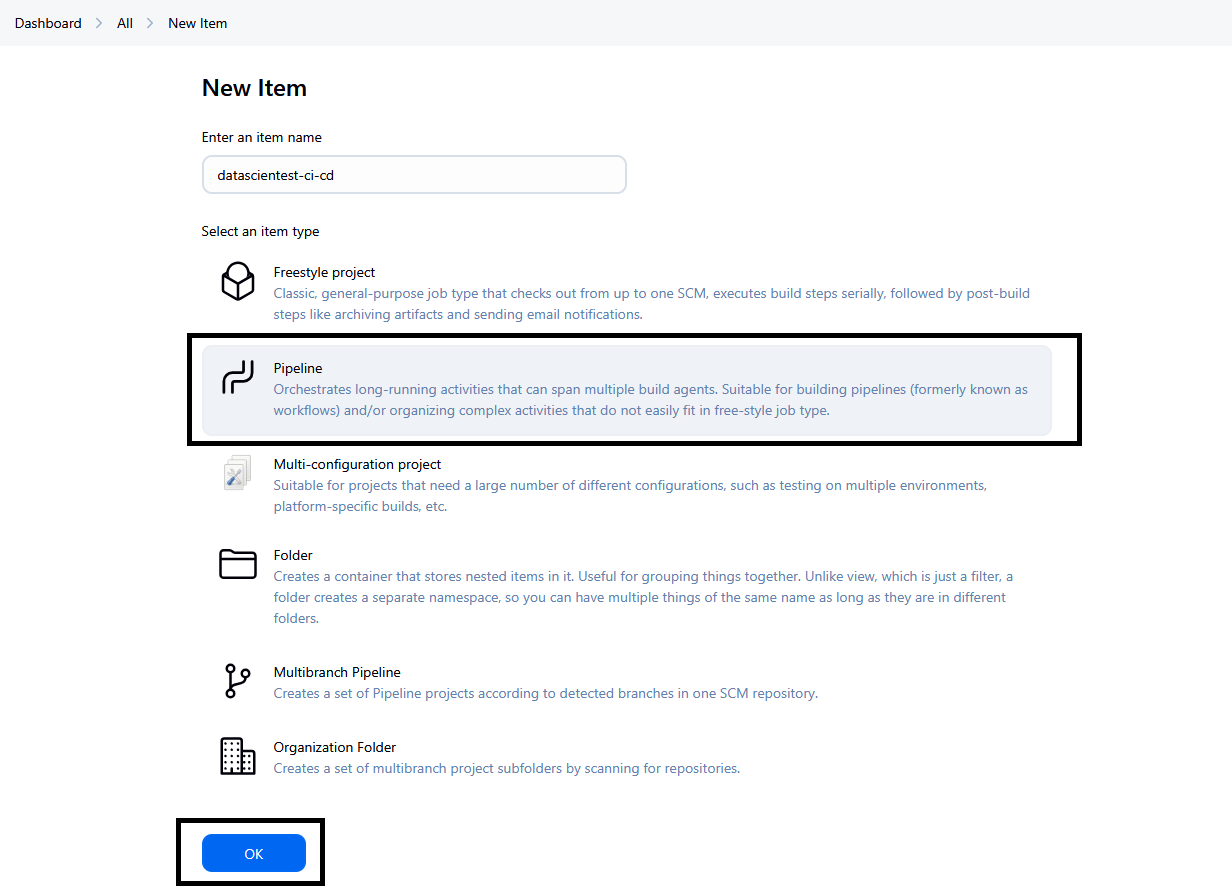 Dashboard > All > New Item
New Item
Enter an item name
datascientest-ci-cd
Select an item type
Freestyle project
Classic, general-purpose job type that checks out from up to one SCM, executes build steps serially, followed by post-build
steps like archiving artifacts and sending email notifications.
Pipeline
Orchestrates long-running activities that can span multiple build agents. Suitable for building pipelines (formerly known as
workflows) and/or organizing complex activities that do not easily fit in free-style job type.
Multi-configuration project
Suitable for projects that need a large number of different configurations, such as testing on multiple environments,
platform-specific builds, etc.
Folder
Creates a container that stores nested items in it. Useful for grouping things together. Unlike view, which is just a filter, a
folder creates a separate namespace, so you can have multiple things of the same name as long as they are in different
folders.
Multibranch Pipeline
Creates a set of Pipeline projects according to detected branches in one SCM repository.
Organization Folder
Creates a set of multibranch project subfolders by scanning for repositories.
OK